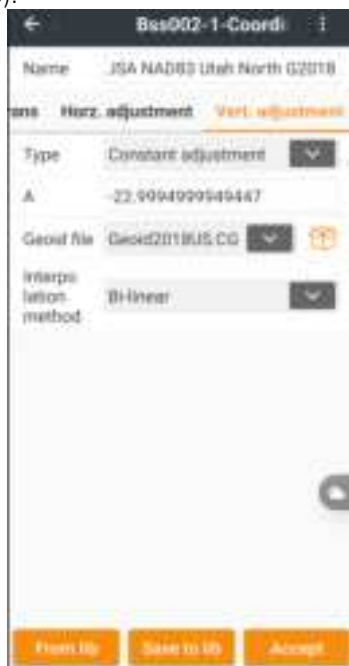 ):
Bss002-1-Coordi
Name JSA NAD83 Utah North G2018
ans Horz. adjustment Vert. adjustment
Type Constant adjustment
A -22.9994999949447
Geoid file Geoid2018US.CG
Interpo
lation
method
Bi-linear
From lib Save to lib Accept